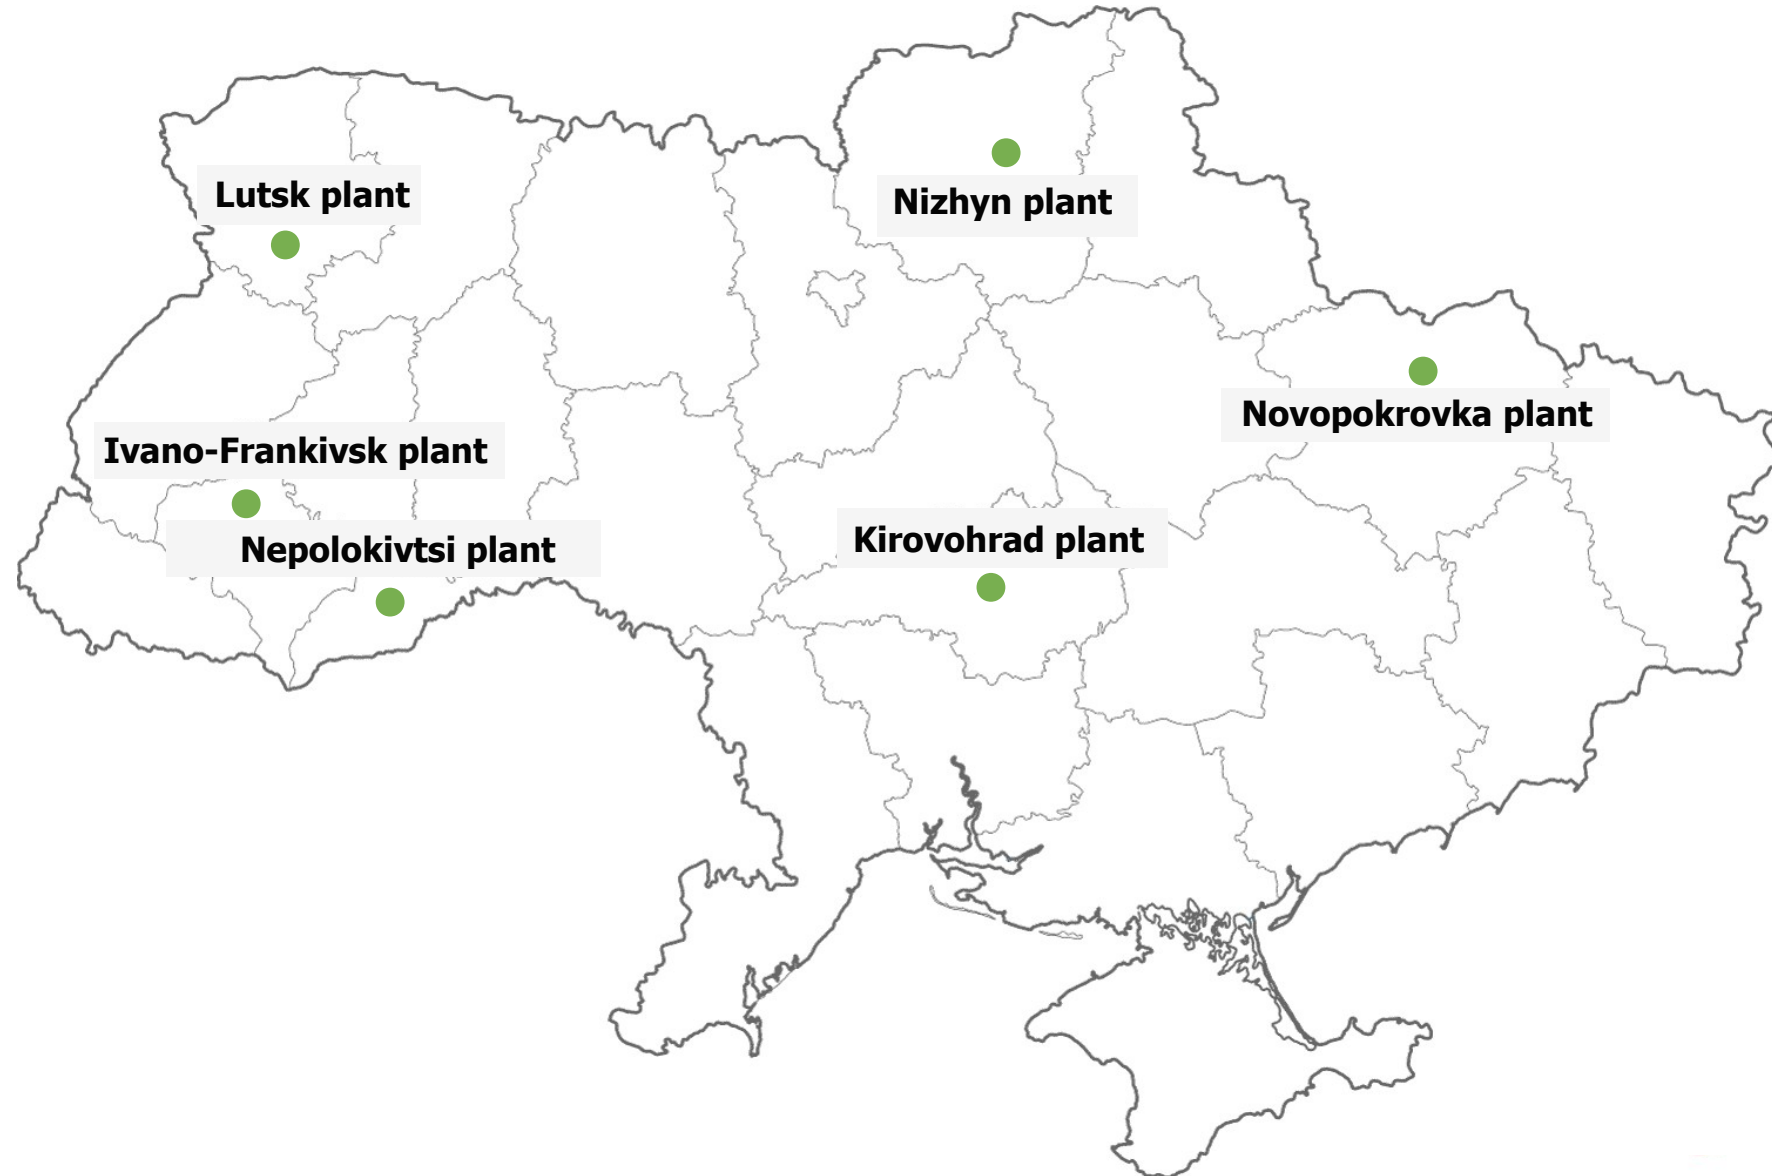 Lutsk plant
Nizhyn plant
Novopokrovka plant
Ivano-Frankivsk plant
Nepolokivtsi plant
Kirovohrad plant